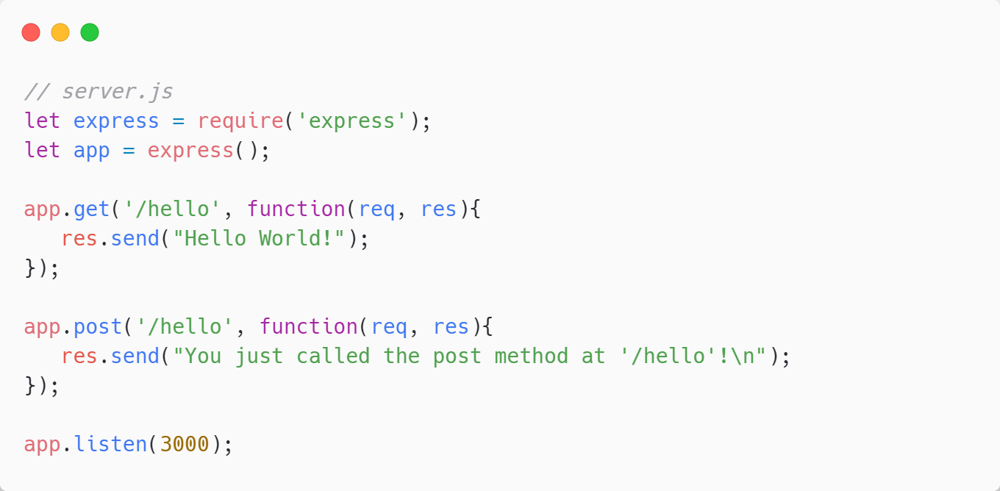 // server.js
let express = require('express');
let app = express();

app.get('/hello', function(req, res){
   res.send("Hello World!");
});

app.post('/hello', function(req, res){
   res.send("You just called the post method at '/hello'!\n");
});

app.listen(3000);